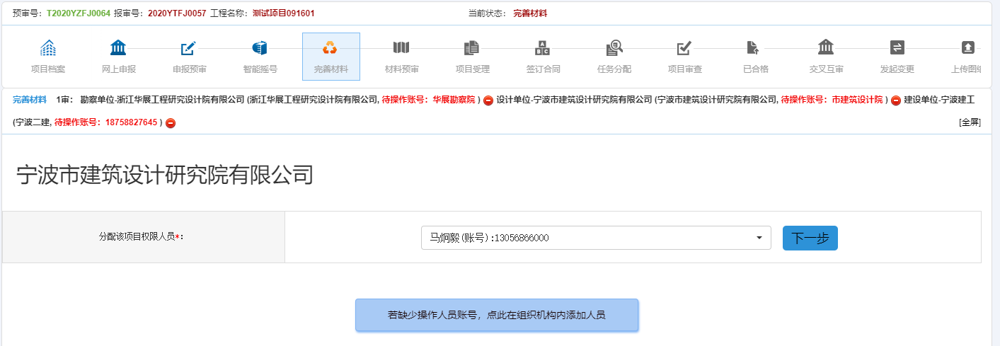 预审号：T2020YZFJ0064 报审号：2020YTFJ0057 工程名称：测试项目091601 当前状态： 完善材料
项目档案 网上申报 申报预审 智能摇号 完善材料 材料预审 项目受理 签订合同 任务分配 项目审查 已合格 交叉互审 发起变更 上传图纸
完善材料 1审： 勘察单位-浙江华展工程研究设计院有限公司 (浙江华展工程研究设计院有限公司, 待操作账号：华展勘察院 ) 设计单位-宁波市建筑设计研究院有限公司 (宁波市建筑设计研究院有限公司, 待操作账号：市建筑设计院 ) 建设单位-宁波建工
(宁波二建, 待操作账号：18758827645 ) [全屏]
宁波市建筑设计研究院有限公司
分配该项目权限人员*： 马炯毅(账号):13056866000 下一步
若缺少操作人员账号，点此在组织机构内添加人员